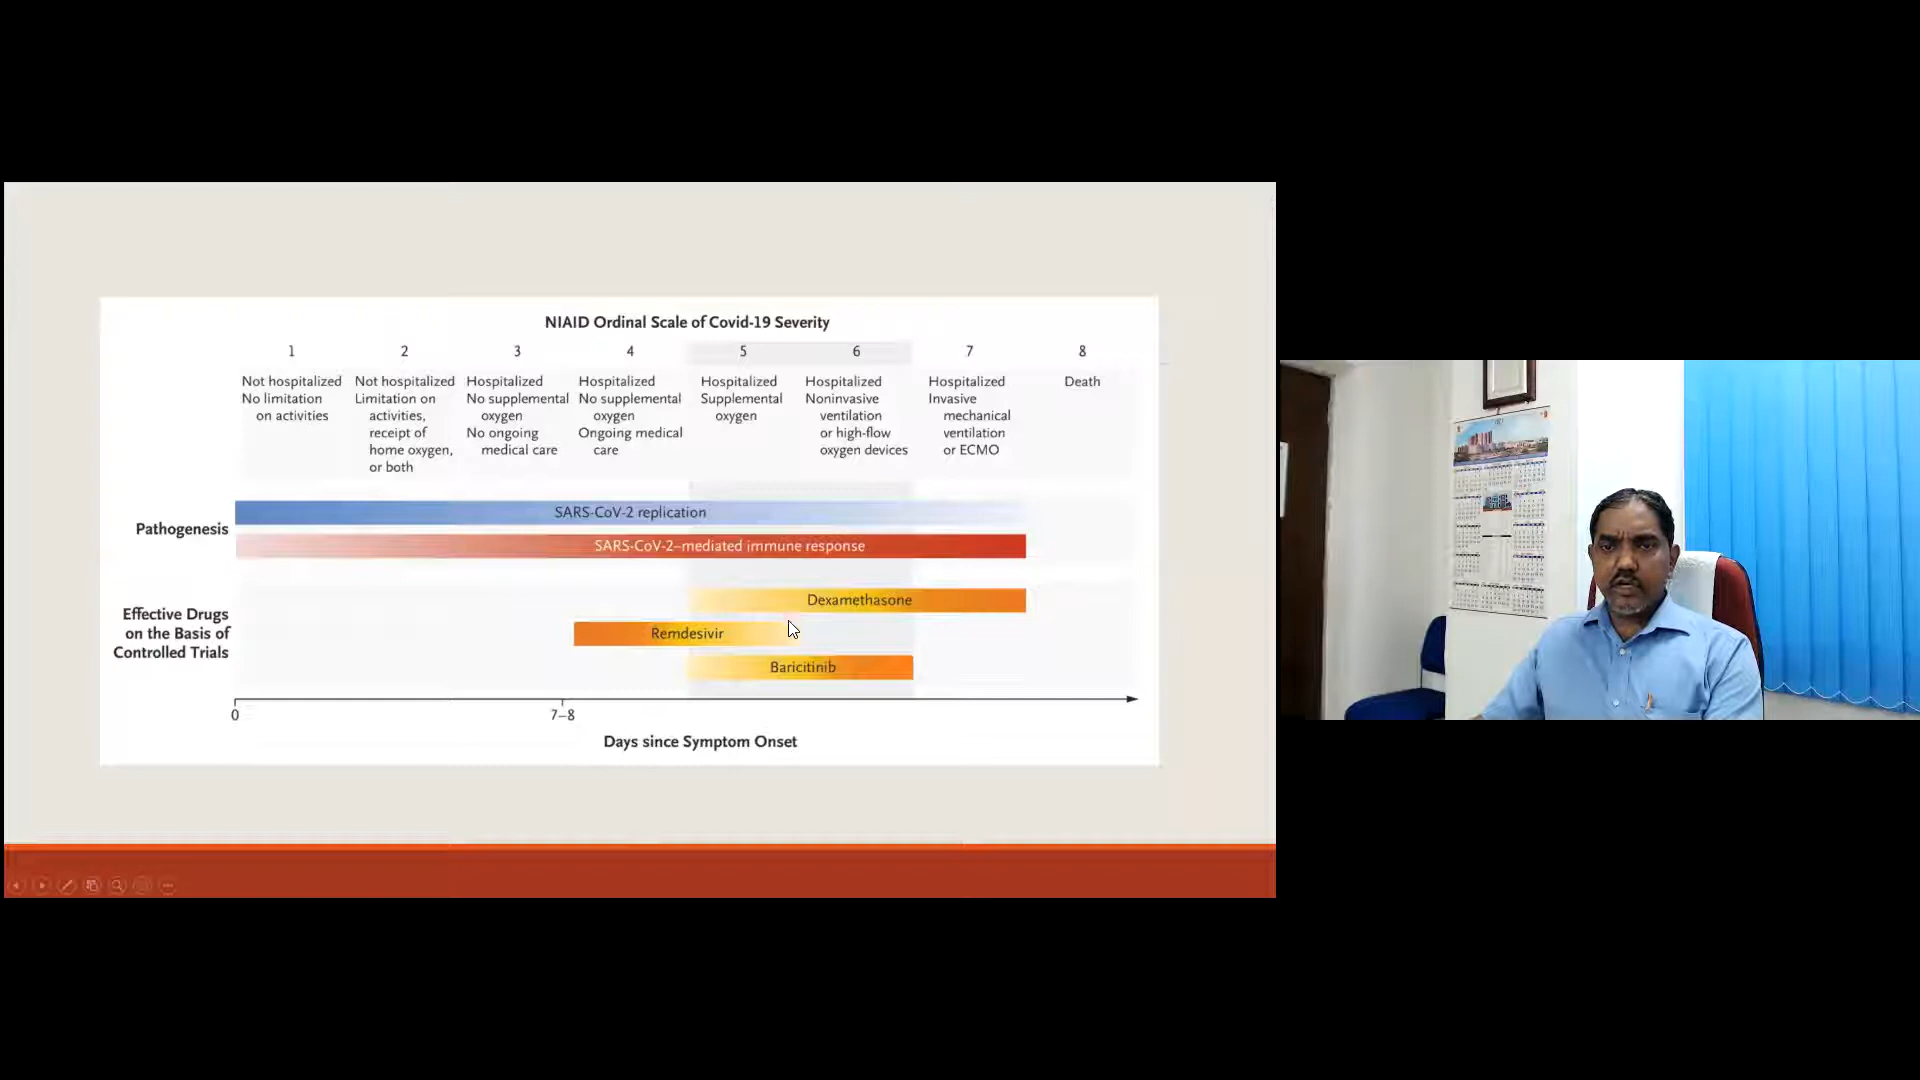 NIAID Ordinal Scale of Covid-19 Severity
1 2 3 4 5 6 7 8
Not hospitalized
No limitation
on activities
Not hospitalized
Limitation on
activities,
receipt of
home oxygen,
or both
Hospitalized
No supplemental
oxygen
No ongoing
medical care
Hospitalized
No supplemental
oxygen
Ongoing medical
care
Hospitalized
Supplemental
oxygen
Hospitalized
Noninvasive
ventilation
or high-flow
oxygen devices
Hospitalized
Invasive
mechanical
ventilation
or ECMO
Death
Pathogenesis
SARS-CoV-2 replication
SARS-CoV-2–mediated immune response
Effective Drugs
on the Basis of
Controlled Trials
Dexamethasone
Remdesivir
Baricitinib
0 7–8
Days since Symptom Onset